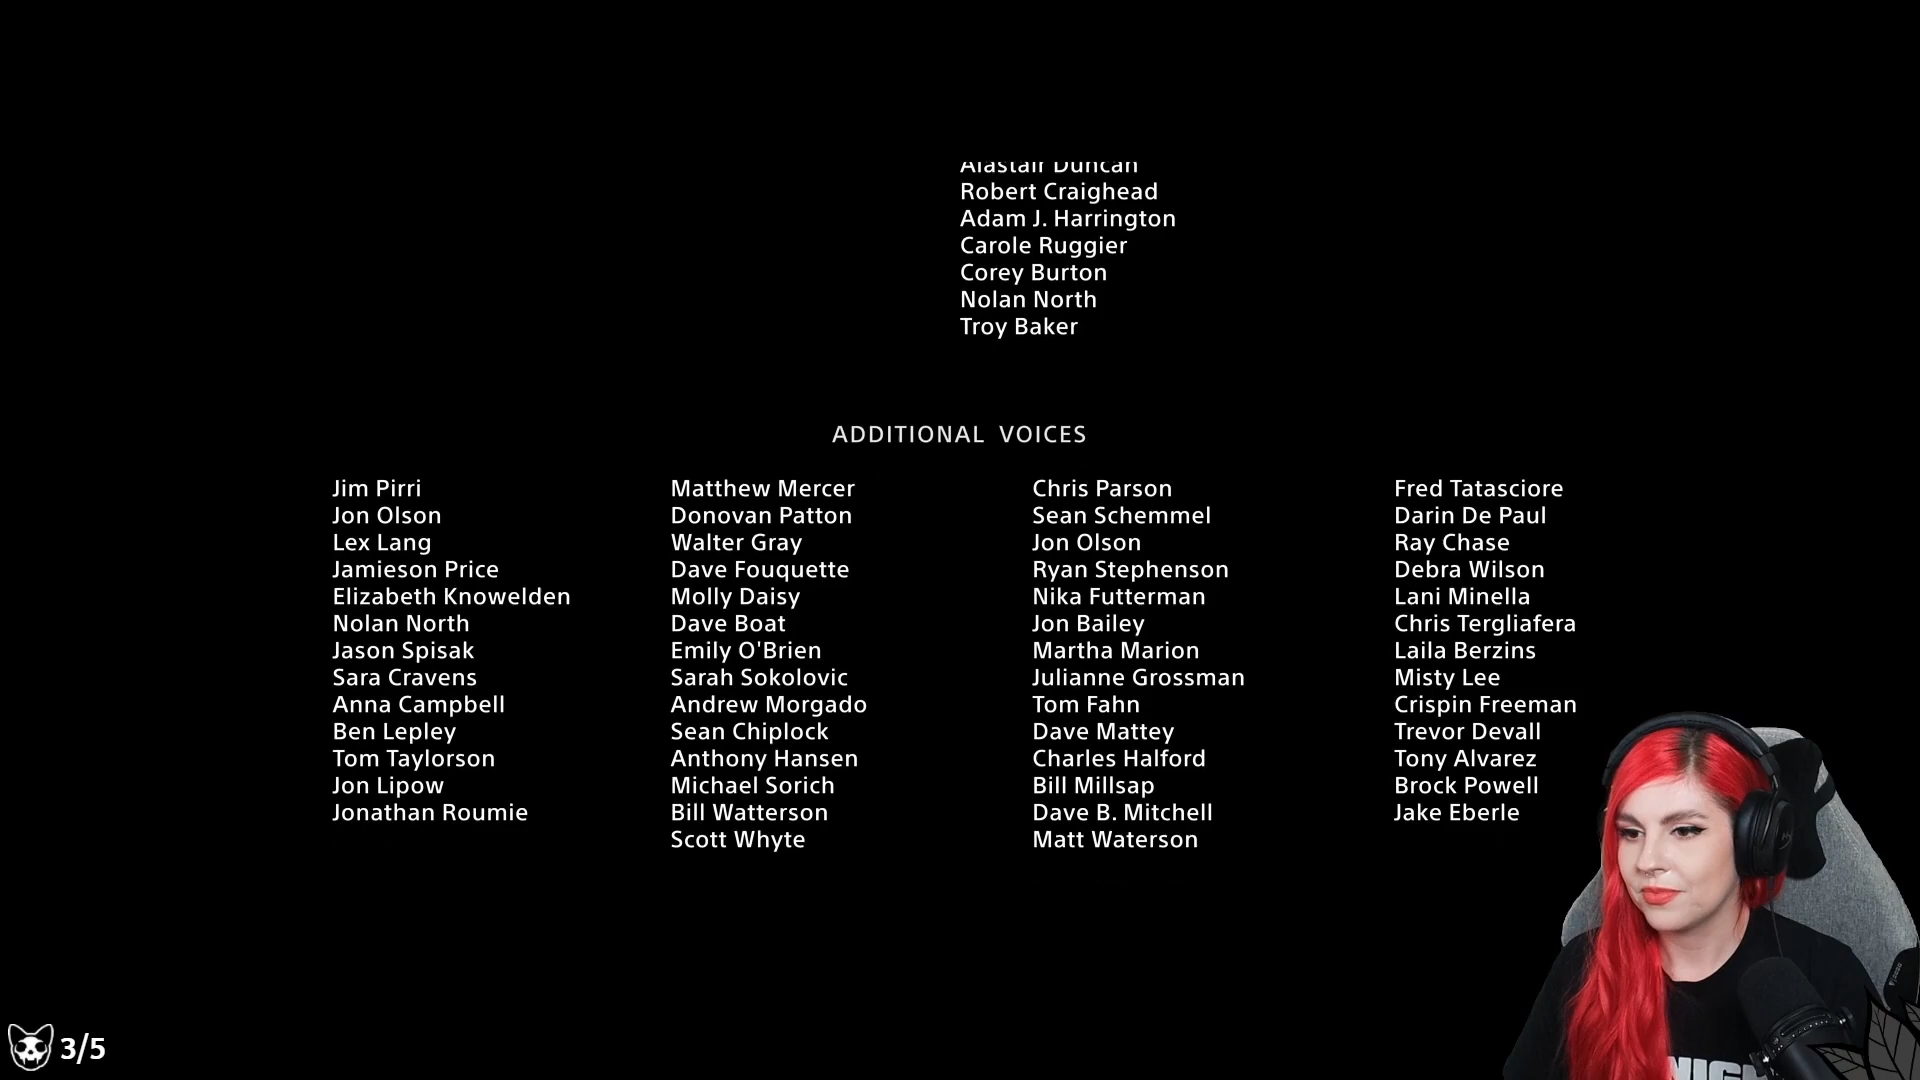 Alastair Duncan
Robert Craighead
Adam J. Harrington
Carole Ruggier
Corey Burton
Nolan North
Troy Baker
ADDITIONAL VOICES
Jim Pirri
Jon Olson
Lex Lang
Jamieson Price
Elizabeth Knowelden
Nolan North
Jason Spisak
Sara Cravens
Anna Campbell
Ben Lepley
Tom Taylorson
Jon Lipow
Jonathan Roumie
Matthew Mercer
Donovan Patton
Walter Gray
Dave Fouquette
Molly Daisy
Dave Boat
Emily O'Brien
Sarah Sokolovic
Andrew Morgado
Sean Chiplock
Anthony Hansen
Michael Sorich
Bill Watterson
Scott Whyte
Chris Parson
Sean Schemmel
Jon Olson
Ryan Stephenson
Nika Futterman
Jon Bailey
Martha Marion
Julianne Grossman
Tom Fahn
Dave Mattey
Charles Halford
Bill Millsap
Dave B. Mitchell
Matt Waterson
Fred Tatasciore
Darin De Paul
Ray Chase
Debra Wilson
Lani Minella
Chris Tergliafera
Laila Berzins
Misty Lee
Crispin Freeman
Trevor Devall
Tony Alvarez
Brock Powell
Jake Eberle
3/5